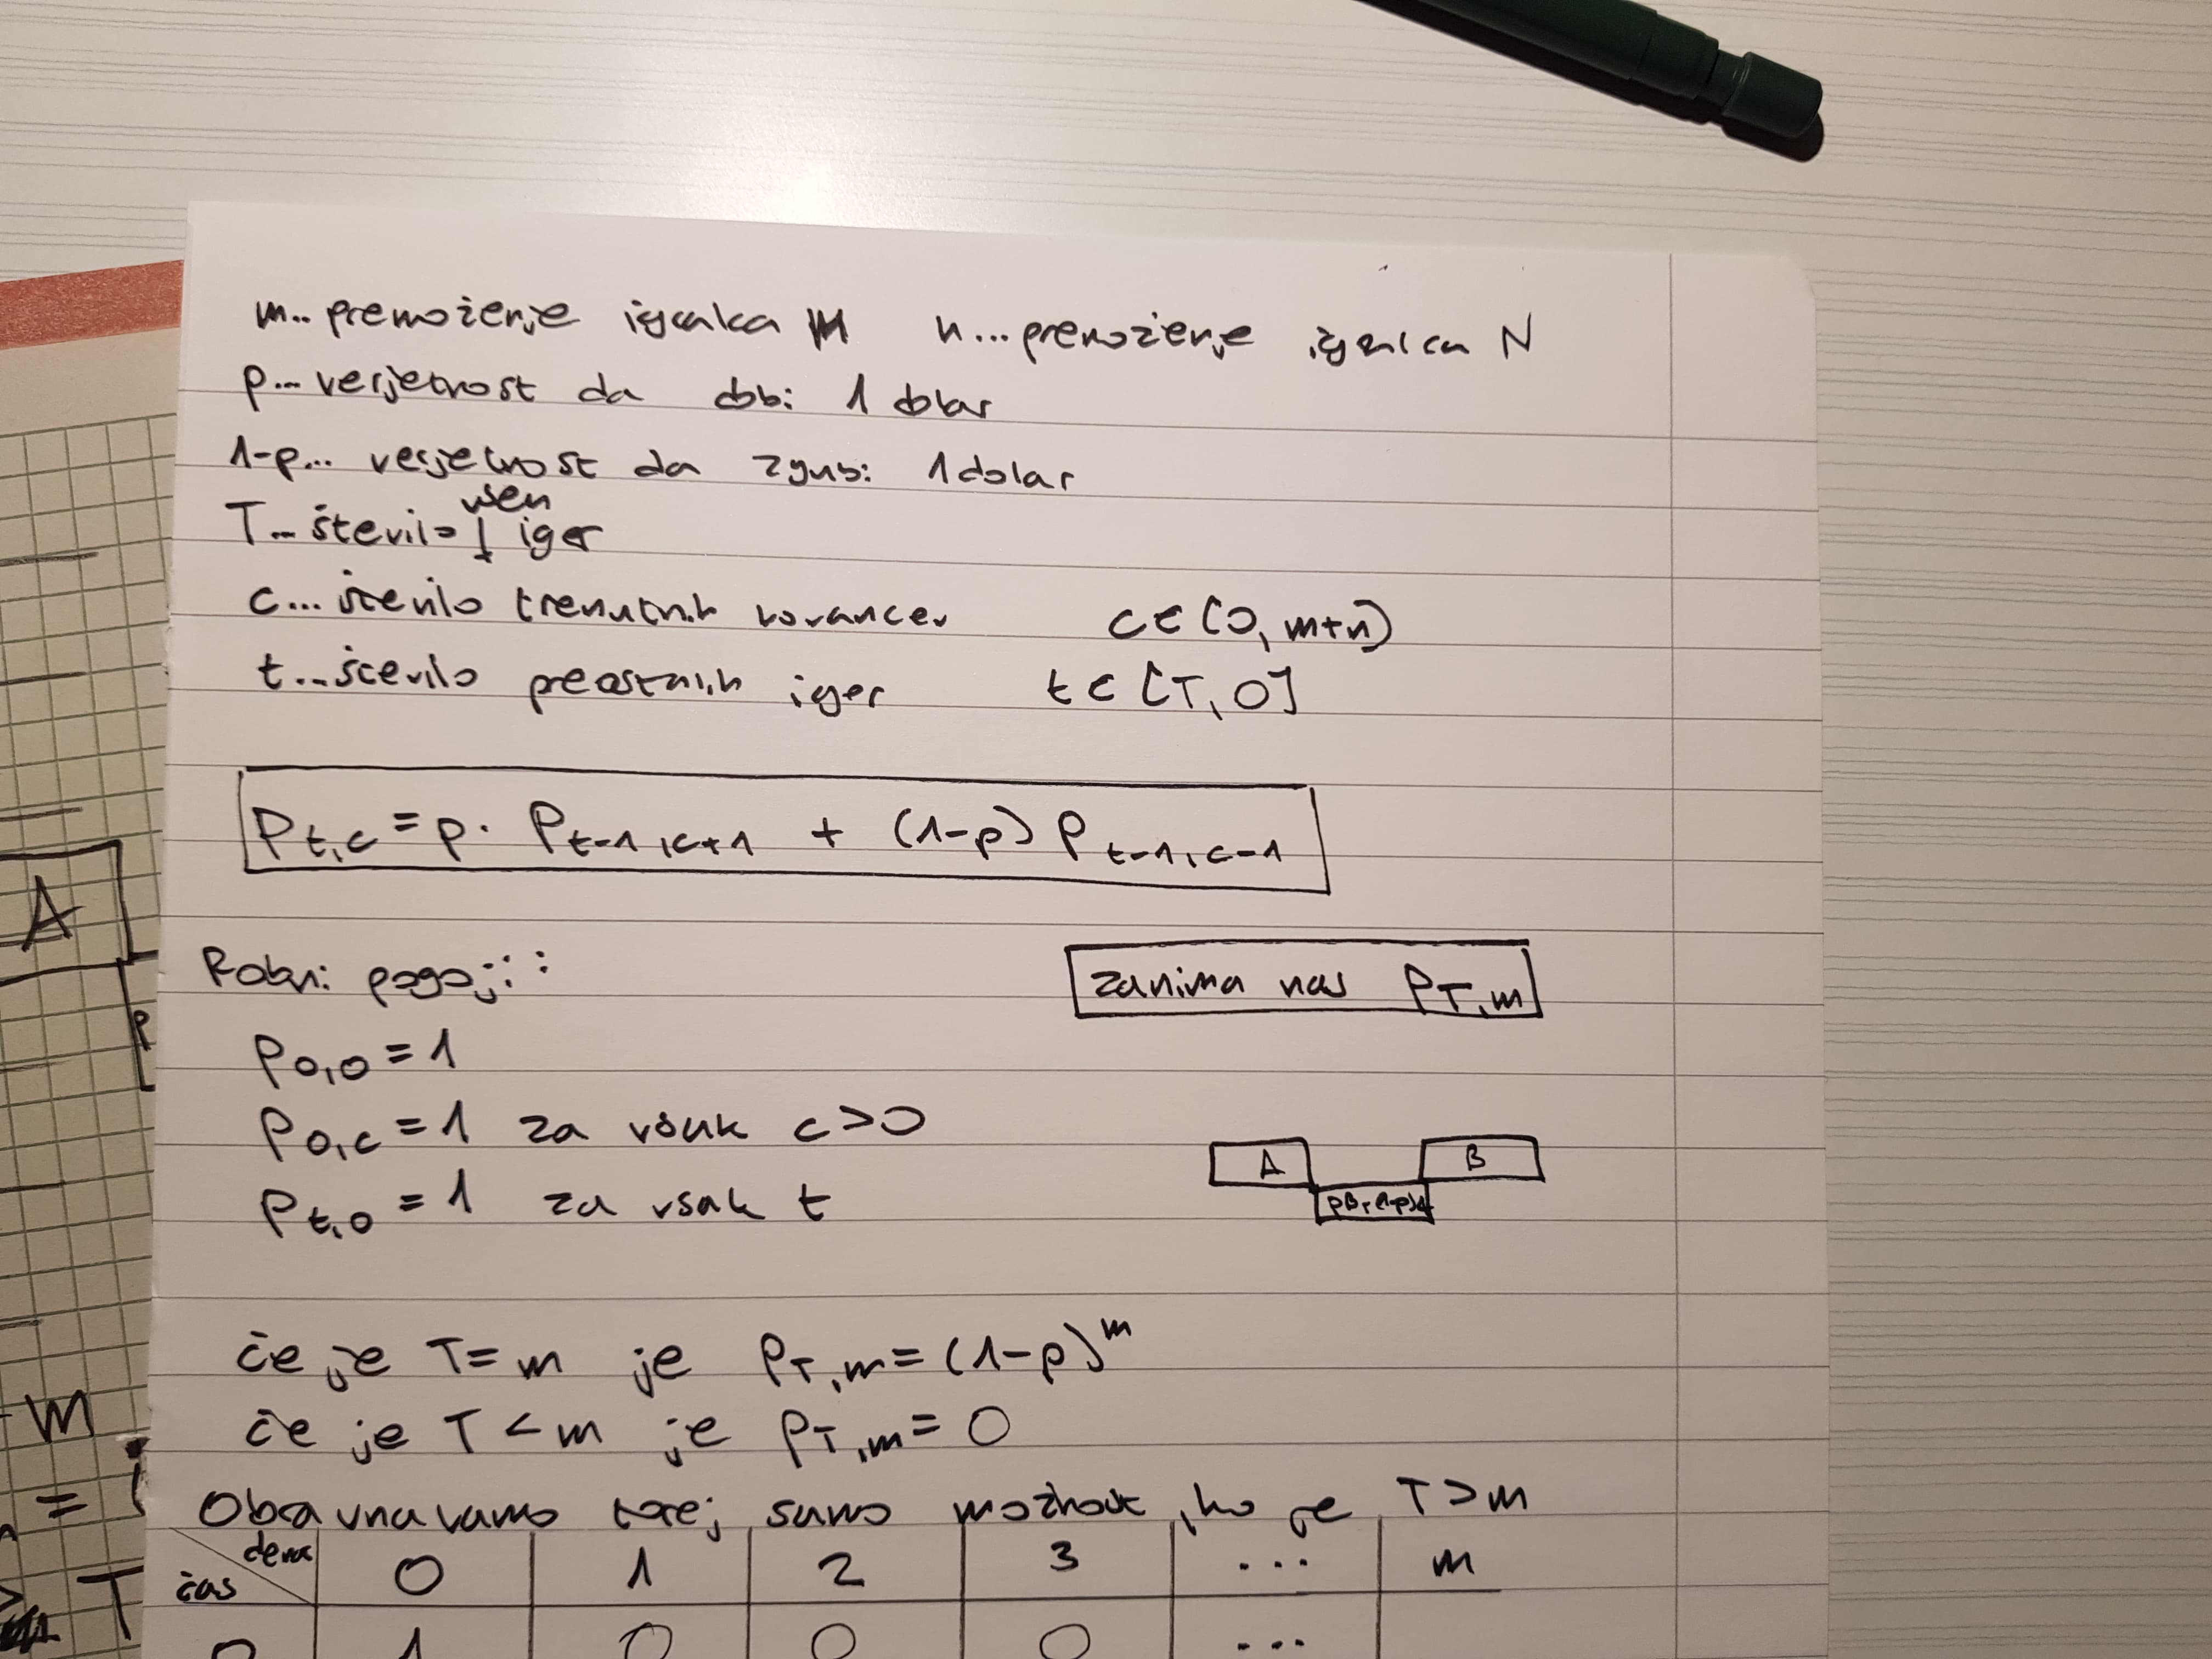 m... premoženje igralca M n... premoženje igralca N
p... verjetnost da dobi 1 dolar
1-p... verjetnost da zgubi 1 dolar
T... število vseh iger
c... število trenutnih kovancev c ∈ [0, m+n]
t... število preostalih iger t ∈ [T, 0]
P_{t,c} = p · P_{t-1,c+1} + (1-p) P_{t-1,c-1}
Robni pogoji:
zanima nas P_{T,m}
P_{0,0} = 1
P_{0,c} = 1 za vsak c > 0
P_{t,0} = 1 za vsak t
A B
pB+(1-p)A
če je T = m je P_{T,m} = (1-p)^m
če je T < m je P_{T,m} = 0
Obravnavamo torej samo možnost, ko je T > m
denar 0 1 2 3 ... m
čas
0 1 0 0 0 ...
A
P
m
=
T